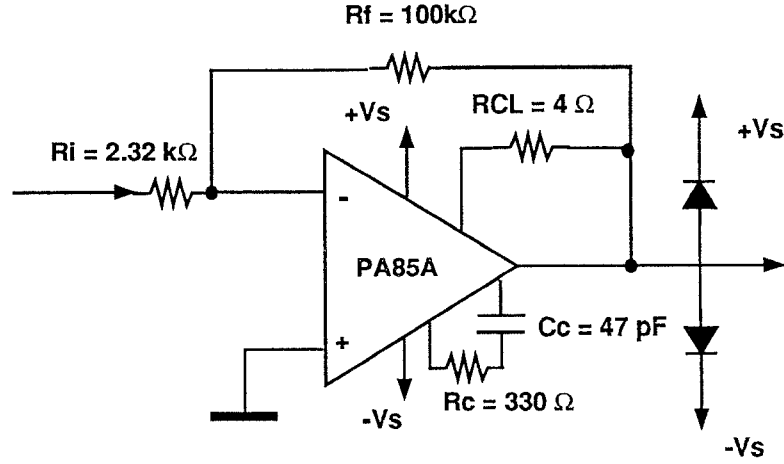 Rf = 100kΩ
+Vs
RCL = 4 Ω
+Vs
Ri = 2.32 kΩ
-
PA85A
+
Cc = 47 pF
-Vs
Rc = 330 Ω
-Vs